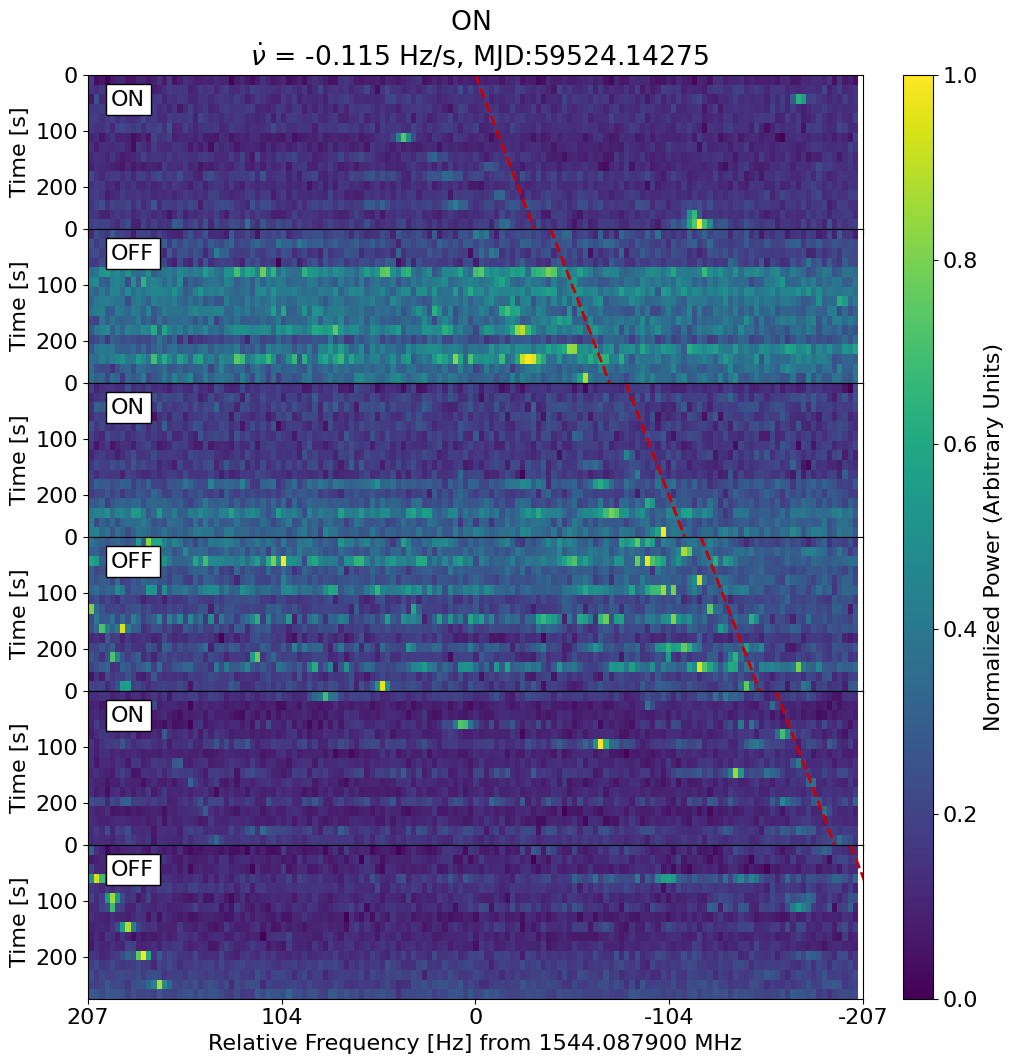 ON
ν̇ = -0.115 Hz/s, MJD:59524.14275
0
ON
100
200
Time [s]
0
OFF
100
200
Time [s]
0
ON
100
200
Time [s]
0
OFF
100
200
Time [s]
0
ON
100
200
Time [s]
0
OFF
100
200
Time [s]
207 104 0 -104 -207
Relative Frequency [Hz] from 1544.087900 MHz
1.0
0.8
0.6
0.4
0.2
0.0
Normalized Power (Arbitrary Units)